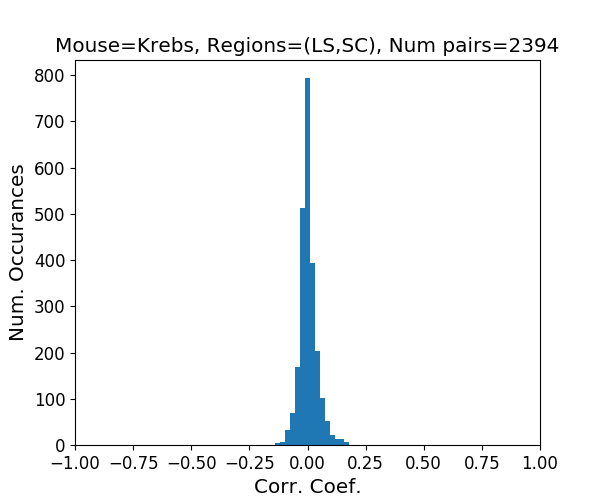 Mouse=Krebs, Regions=(LS,SC), Num pairs=2394
800
700
600
500
400
300
200
100
0
Num. Occurances
−1.00 −0.75 −0.50 −0.25 0.00 0.25 0.50 0.75 1.00
Corr. Coef.